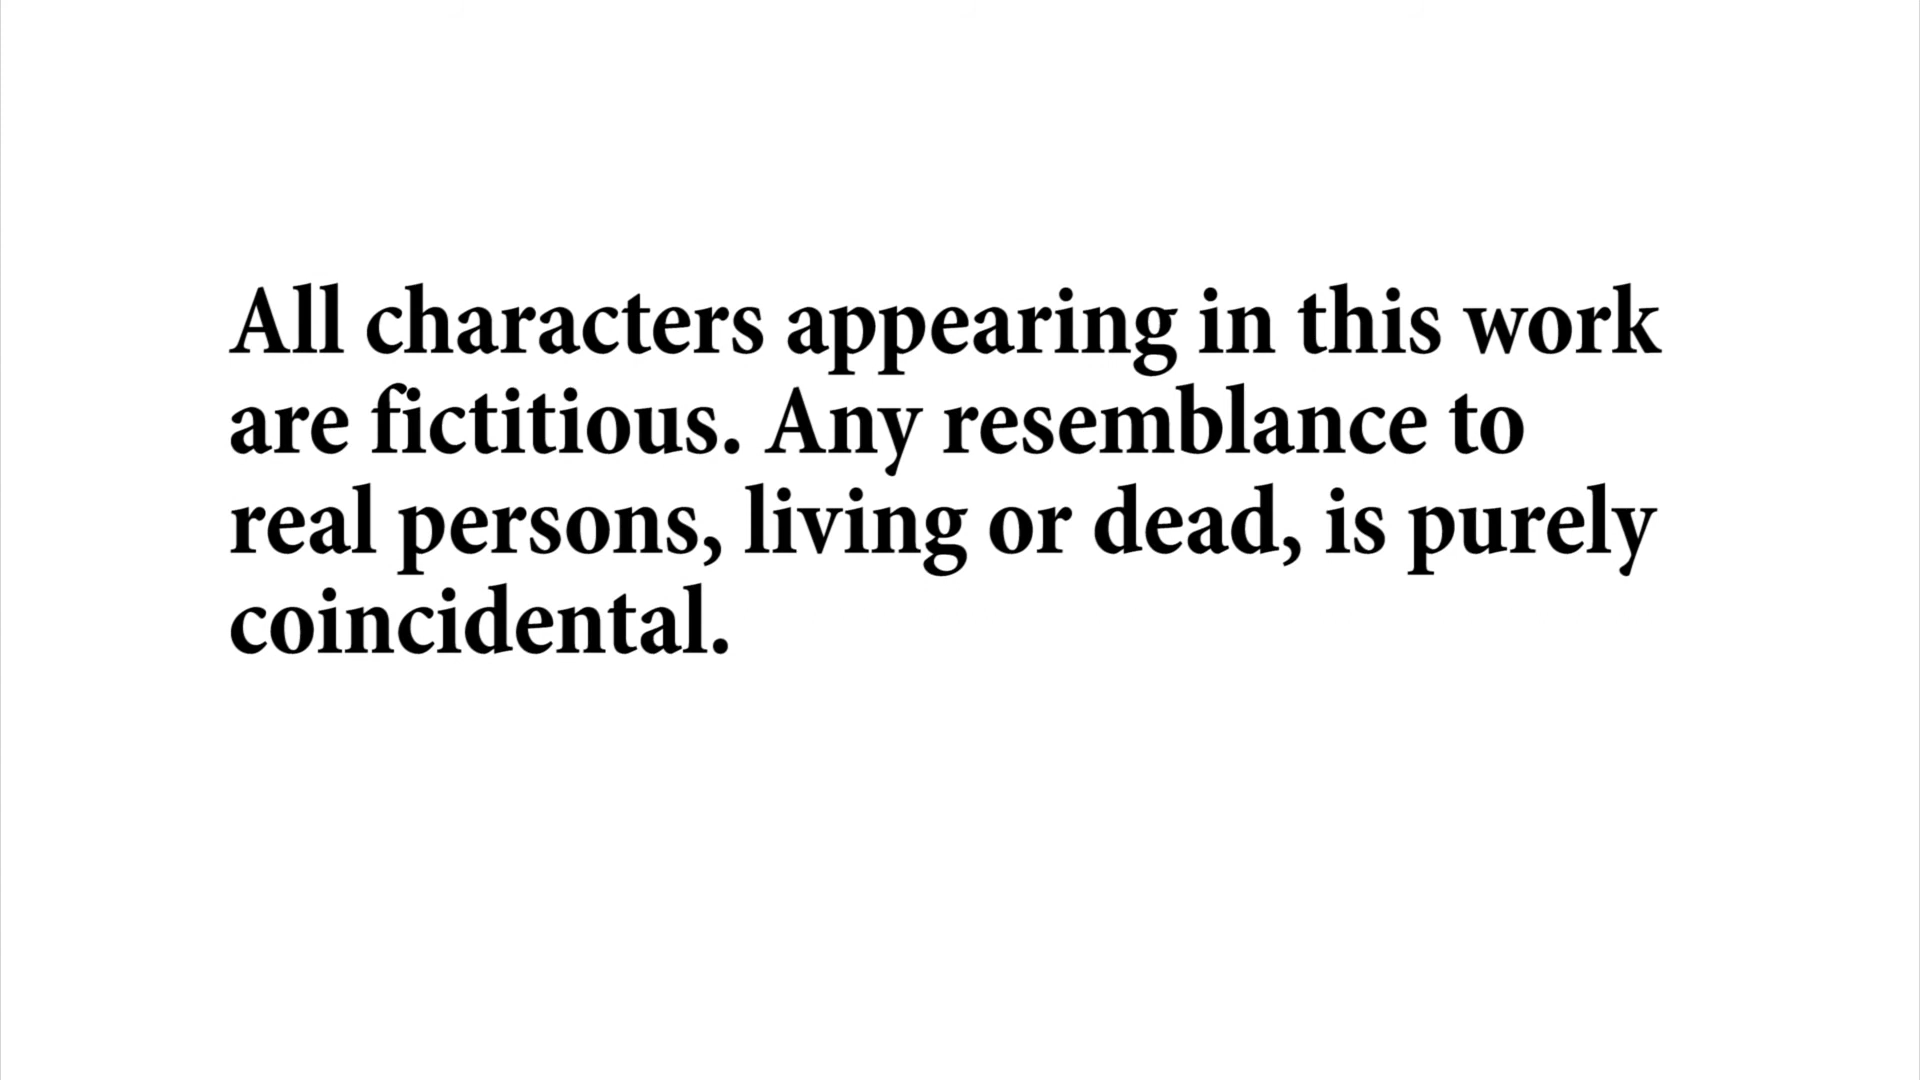 All characters appearing in this work
are fictitious. Any resemblance to
real persons, living or dead, is purely
coincidental.